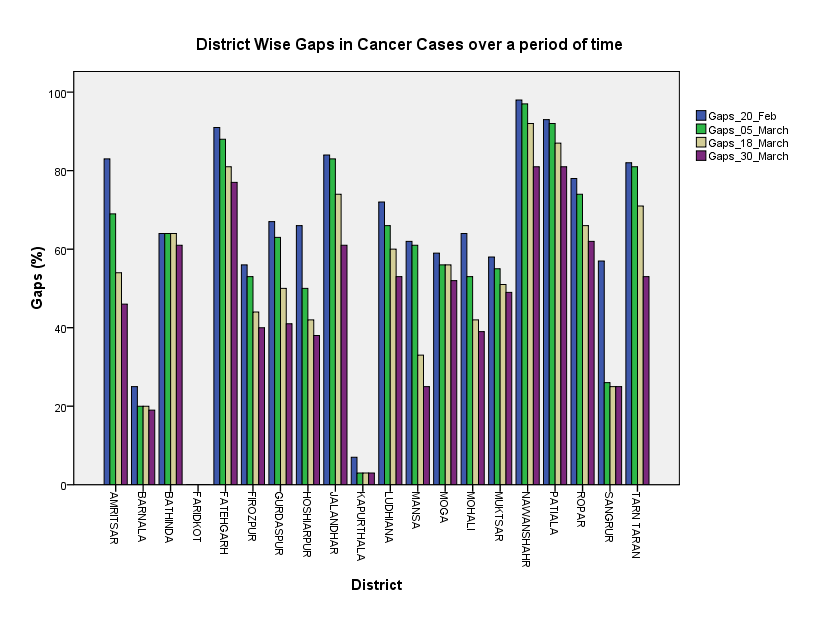 District Wise Gaps in Cancer Cases over a period of time
Gaps (%)
100
80
60
40
20
0
Gaps_20_Feb
Gaps_05_March
Gaps_18_March
Gaps_30_March
AMRITSAR
BARNALA
BATHINDA
FARIDKOT
FATEHGARH
FIROZPUR
GURDASPUR
HOSHIARPUR
JALANDHAR
KAPURTHALA
LUDHIANA
MANSA
MOGA
MOHALI
MUKTSAR
NAWANSHAHR
PATIALA
ROPAR
SANGRUR
TARN TARAN
District